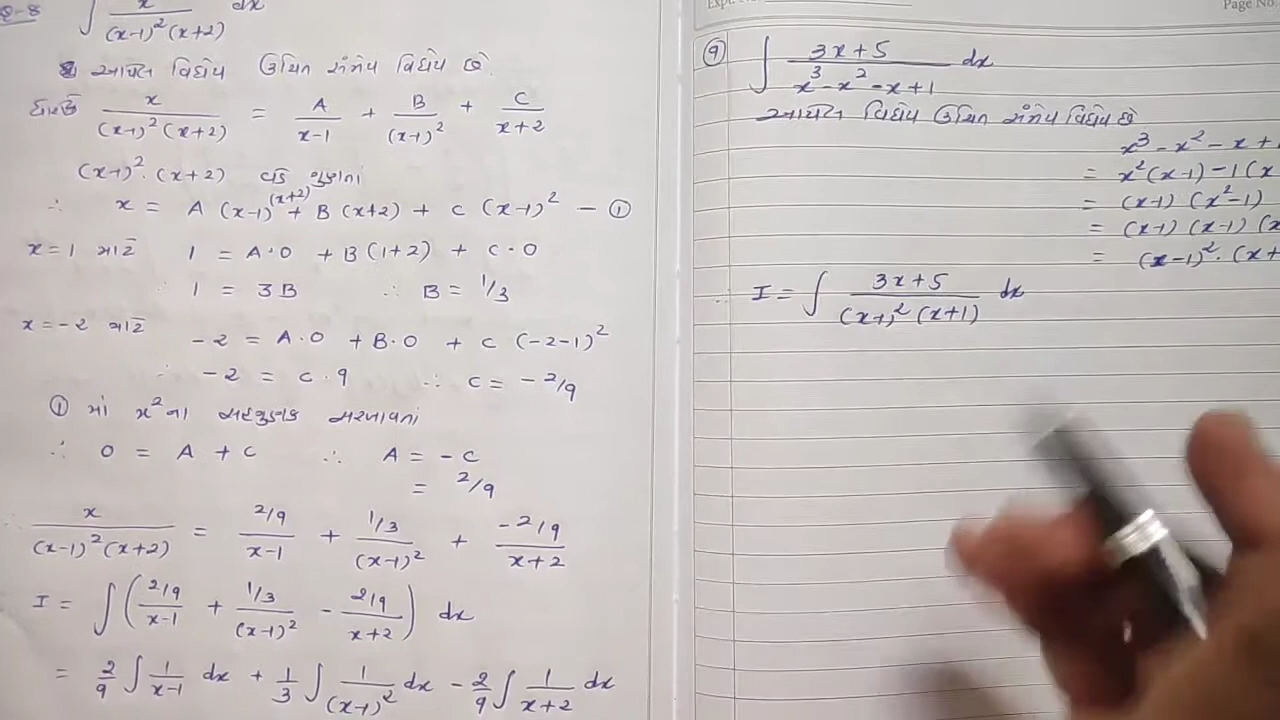 Q-8 ∫ x/((x-1)²(x+2)) dx
આપેલ વિધેય ઉચિત સંમેય વિધેય છે.
ધારોકે x/((x-1)²(x+2)) = A/(x-1) + B/(x-1)² + C/(x+2)
(x-1)²·(x+2) વડે ગુણતાં
∴ x = A(x-1)(x+2) + B(x+2) + C(x-1)² — ①
x=1 માટે 1 = A·0 + B(1+2) + C·0
1 = 3B ∴ B = 1/3
x=-2 માટે -2 = A·0 + B·0 + C(-2-1)²
∴ -2 = C·9 ∴ C = -2/9
① માં x² ના સહગુણક સરખાવતાં
∴ 0 = A + C ∴ A = -C
= 2/9
∴ x/((x-1)²(x+2)) = (2/9)/(x-1) + (1/3)/(x-1)² + (-2/9)/(x+2)
I = ∫((2/9)/(x-1) + (1/3)/(x-1)² - (2/9)/(x+2)) dx
= 2/9 ∫ 1/(x-1) dx + 1/3 ∫ 1/(x-1)² dx - 2/9 ∫ 1/(x+2) dx
Page No.
⑨ ∫ (3x+5)/(x³-x²-x+1) dx
આપેલ વિધેય ઉચિત સંમેય વિધેય છે
x³ - x² - x +
= x²(x-1) -1(x
= (x-1) (x²-1)
= (x-1) (x-1) (x
= (x-1)²·(x+
∴ I = ∫ (3x+5)/((x-1)²(x+1)) dx